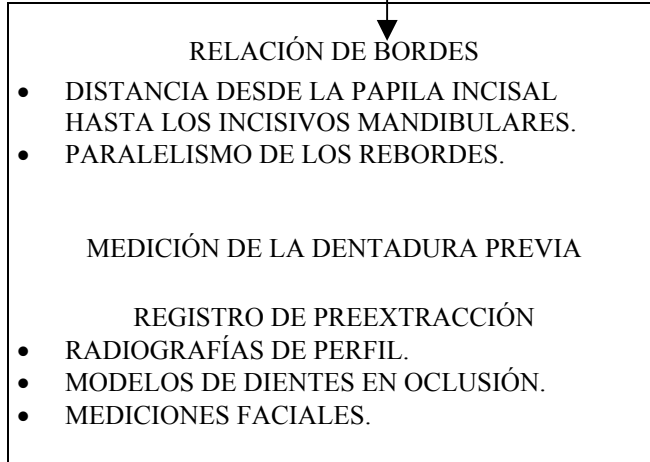 RELACIÓN DE BORDES
• DISTANCIA DESDE LA PAPILA INCISAL
HASTA LOS INCISIVOS MANDIBULARES.
• PARALELISMO DE LOS REBORDES.
MEDICIÓN DE LA DENTADURA PREVIA
REGISTRO DE PREEXTRACCIÓN
• RADIOGRAFÍAS DE PERFIL.
• MODELOS DE DIENTES EN OCLUSIÓN.
• MEDICIONES FACIALES.